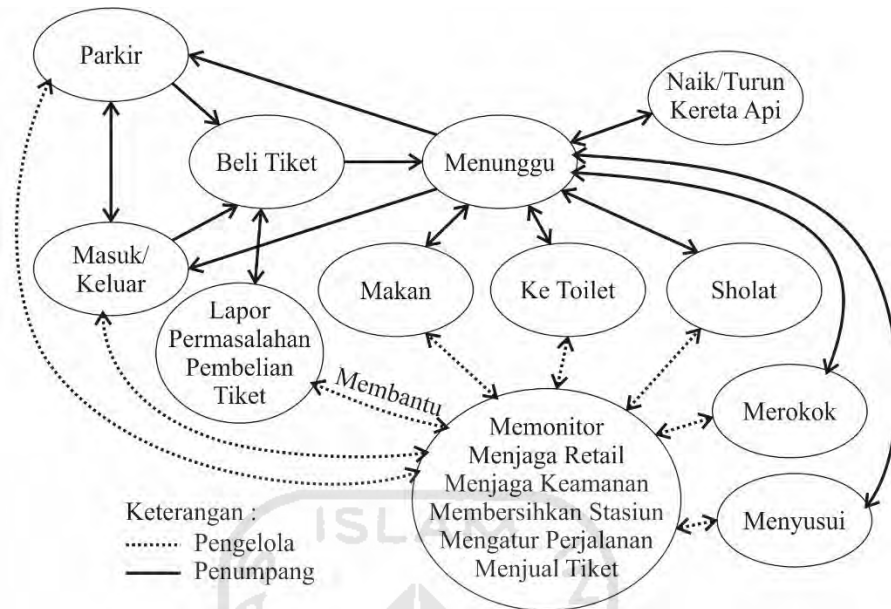 Parkir
Naik/Turun
Kereta Api
Beli Tiket
Menunggu
Masuk/
Keluar
Makan
Ke Toilet
Sholat
Lapor
Permasalahan
Pembelian
Tiket
Membantu
Merokok
Memonitor
Menjaga Retail
Menjaga Keamanan
Membersihkan Stasiun
Mengatur Perjalanan
Menjual Tiket
Menyusui
Keterangan :
Pengelola
Penumpang
ISLAM